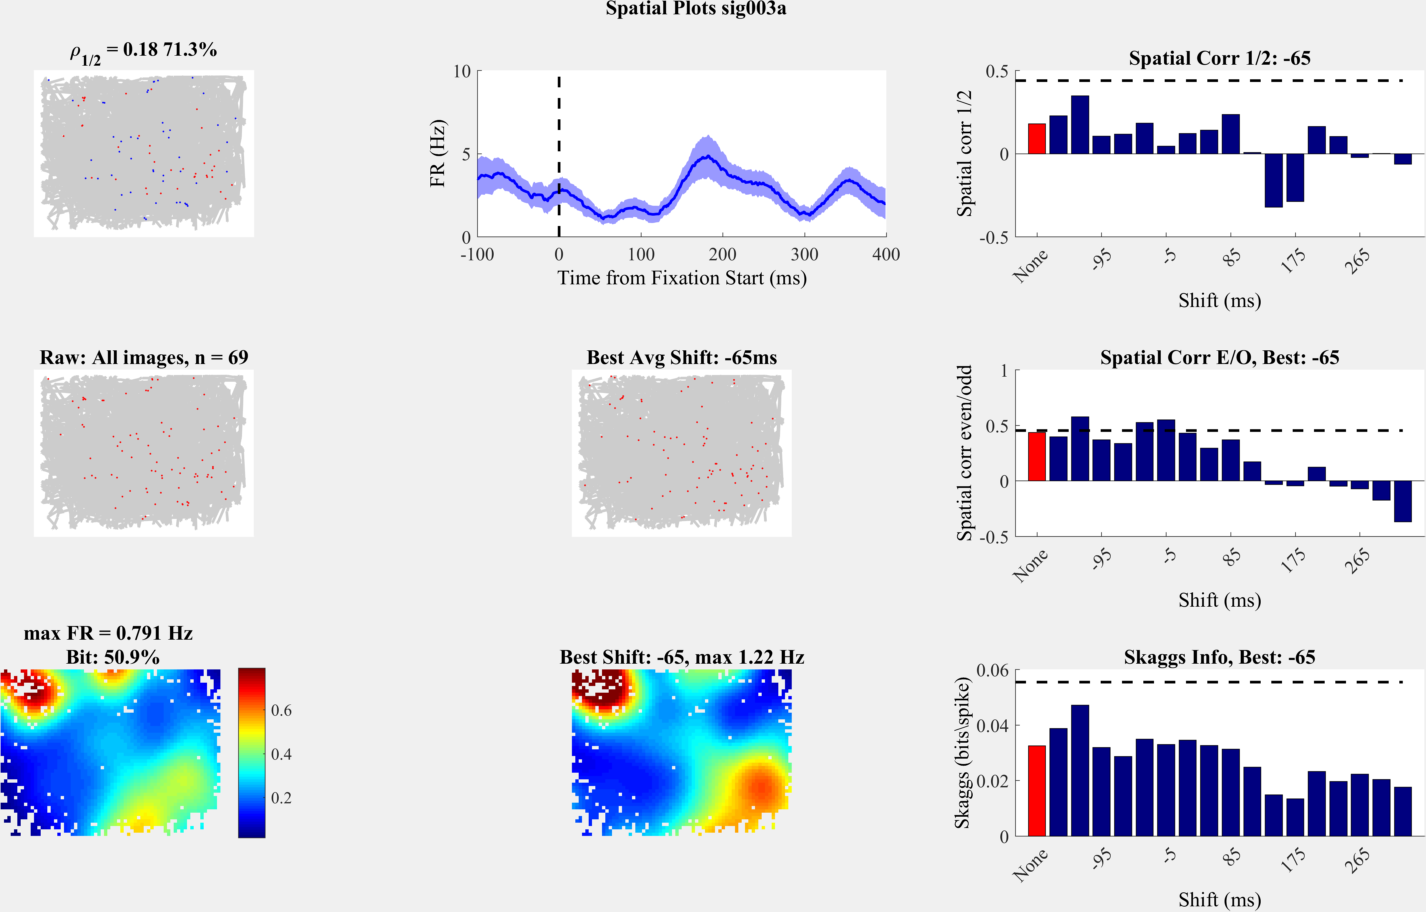 Spatial Plots sig003a
ρ1/2 = 0.18 71.3%
10
5
0
FR (Hz)
-100
0
100
200
300
400
Time from Fixation Start (ms)
Spatial Corr 1/2: -65
0.5
0
-0.5
Spatial corr 1/2
None
-95
-5
85
175
265
Shift (ms)
Raw: All images, n = 69
Best Avg Shift: -65ms
Spatial Corr E/O, Best: -65
1
0.5
0
-0.5
Spatial corr even/odd
None
-95
-5
85
175
265
Shift (ms)
max FR = 0.791 Hz
Bit: 50.9%
0.6
0.4
0.2
Best Shift: -65, max 1.22 Hz
Skaggs Info, Best: -65
0.06
0.04
0.02
0
Skaggs (bits\spike)
None
-95
-5
85
175
265
Shift (ms)